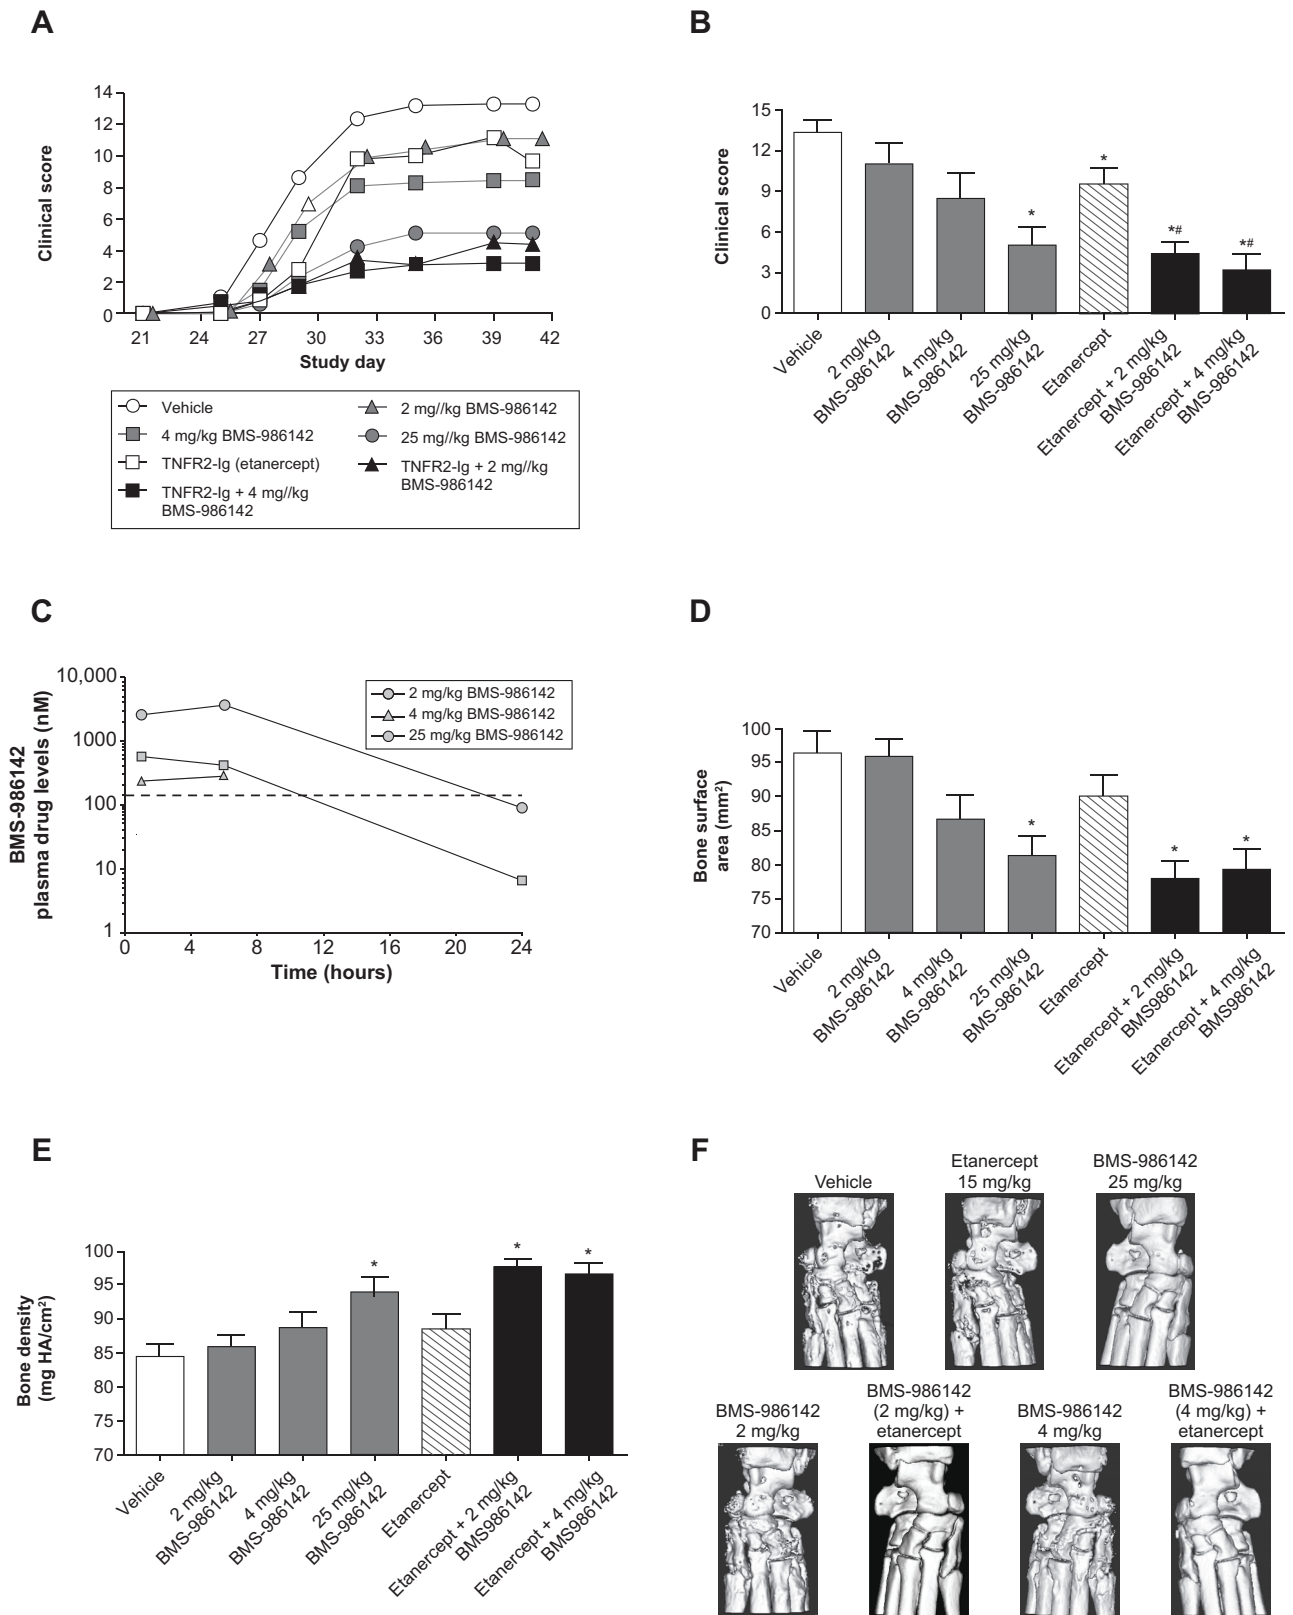 A
14
12
10
8
6
4
2
0
Clinical score
21 24 27 30 33 36 39 42
Study day
Vehicle
4 mg/kg BMS-986142
TNFR2-Ig (etanercept)
TNFR2-Ig + 4 mg//kg
BMS-986142
2 mg//kg BMS-986142
25 mg//kg BMS-986142
TNFR2-Ig + 2 mg//kg
BMS-986142
B
15
12
9
6
3
0
Clinical score
*
*
*#
*#
Vehicle
2 mg/kg
BMS-986142
4 mg/kg
BMS-986142
25 mg/kg
BMS-986142
Etanercept
Etanercept + 2 mg/kg
BMS-986142
Etanercept + 4 mg/kg
BMS-986142
C
10,000
1000
100
10
1
BMS-986142
plasma drug levels (nM)
2 mg/kg BMS-986142
4 mg/kg BMS-986142
25 mg/kg BMS-986142
0 4 8 12 16 20 24
Time (hours)
D
100
95
90
85
80
75
70
Bone surface
area (mm²)
*
*
*
Vehicle
2 mg/kg
BMS-986142
4 mg/kg
BMS-986142
25 mg/kg
BMS-986142
Etanercept
Etanercept + 2 mg/kg
BMS986142
Etanercept + 4 mg/kg
BMS986142
E
100
95
90
85
80
75
70
Bone density
(mg HA/cm²)
*
*
*
Vehicle
2 mg/kg
BMS-986142
4 mg/kg
BMS-986142
25 mg/kg
BMS-986142
Etanercept
Etanercept + 2 mg/kg
BMS986142
Etanercept + 4 mg/kg
BMS986142
F
Vehicle
Etanercept
15 mg/kg
BMS-986142
25 mg/kg
BMS-986142
2 mg/kg
BMS-986142
(2 mg/kg) +
etanercept
BMS-986142
4 mg/kg
BMS-986142
(4 mg/kg) +
etanercept